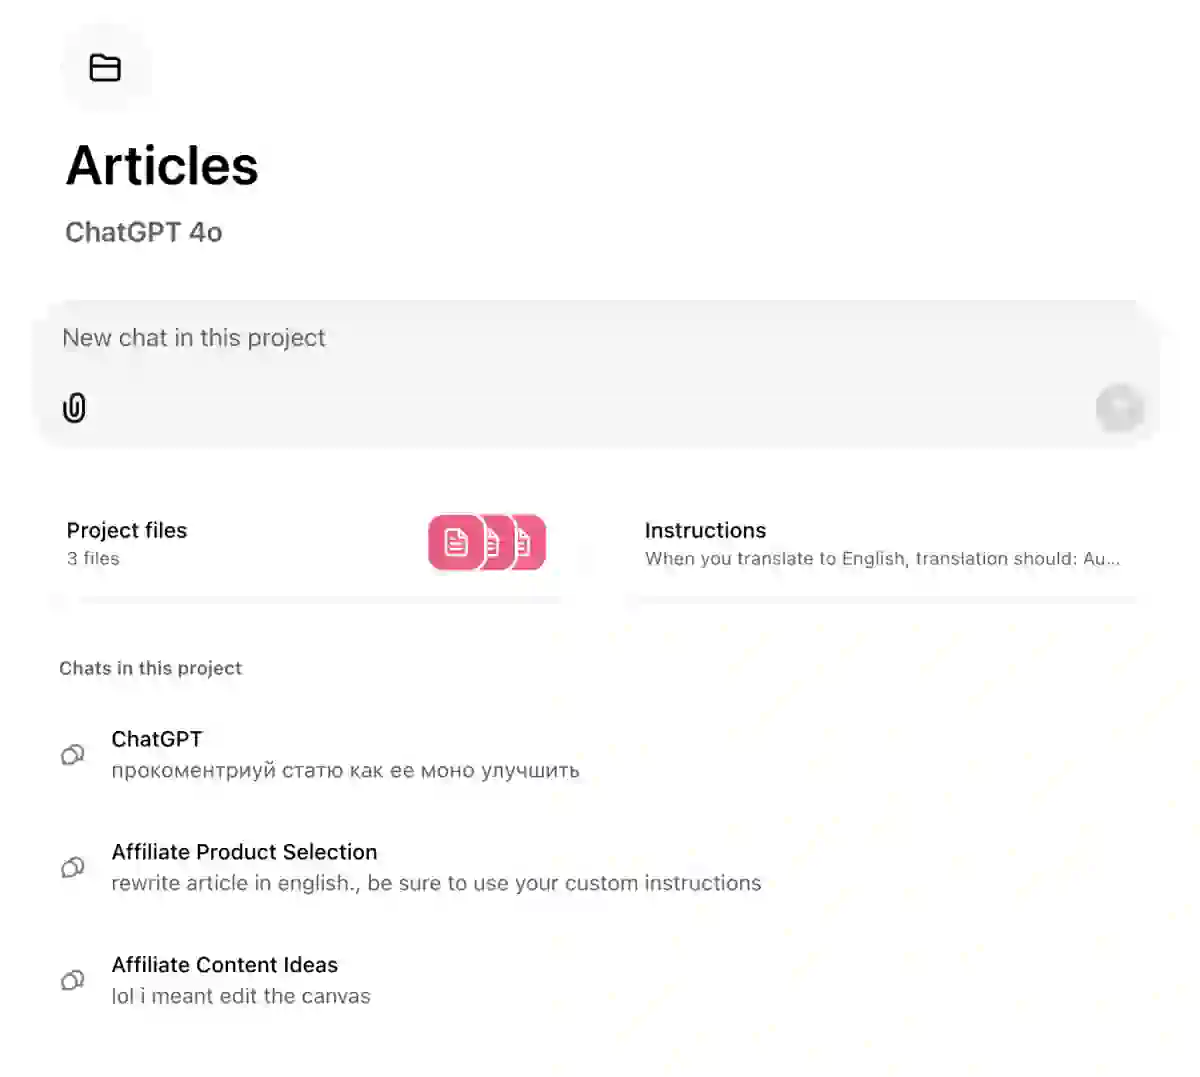 Articles
ChatGPT 4o
New chat in this project
Project files
3 files
Instructions
When you translate to English, translation should: Au...
Chats in this project
ChatGPT
прокоментриуй статю как ее моно улучшить
Affiliate Product Selection
rewrite article in english., be sure to use your custom instructions
Affiliate Content Ideas
lol i meant edit the canvas